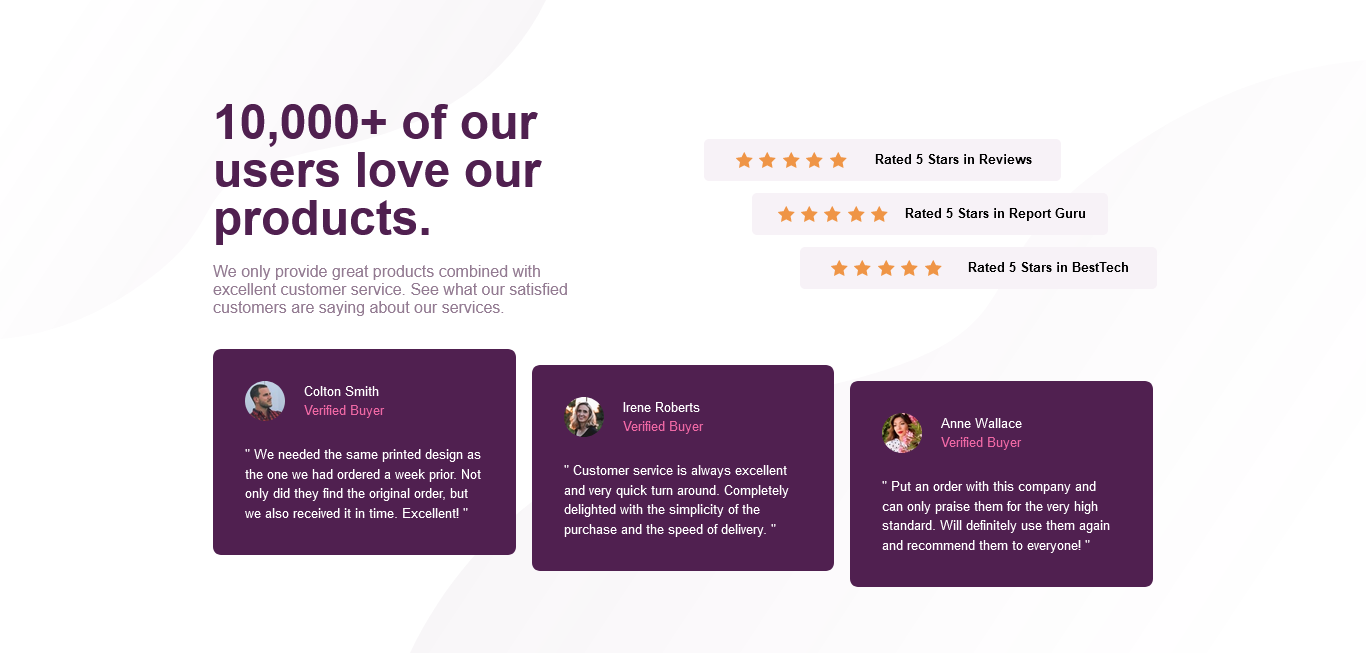 10,000+ of our
users love our
products.
We only provide great products combined with
excellent customer service. See what our satisfied
customers are saying about our services.
Rated 5 Stars in Reviews
Rated 5 Stars in Report Guru
Rated 5 Stars in BestTech
Colton Smith
Verified Buyer
" We needed the same printed design as
the one we had ordered a week prior. Not
only did they find the original order, but
we also received it in time. Excellent! "
Irene Roberts
Verified Buyer
" Customer service is always excellent
and very quick turn around. Completely
delighted with the simplicity of the
purchase and the speed of delivery. "
Anne Wallace
Verified Buyer
" Put an order with this company and
can only praise them for the very high
standard. Will definitely use them again
and recommend them to everyone! "